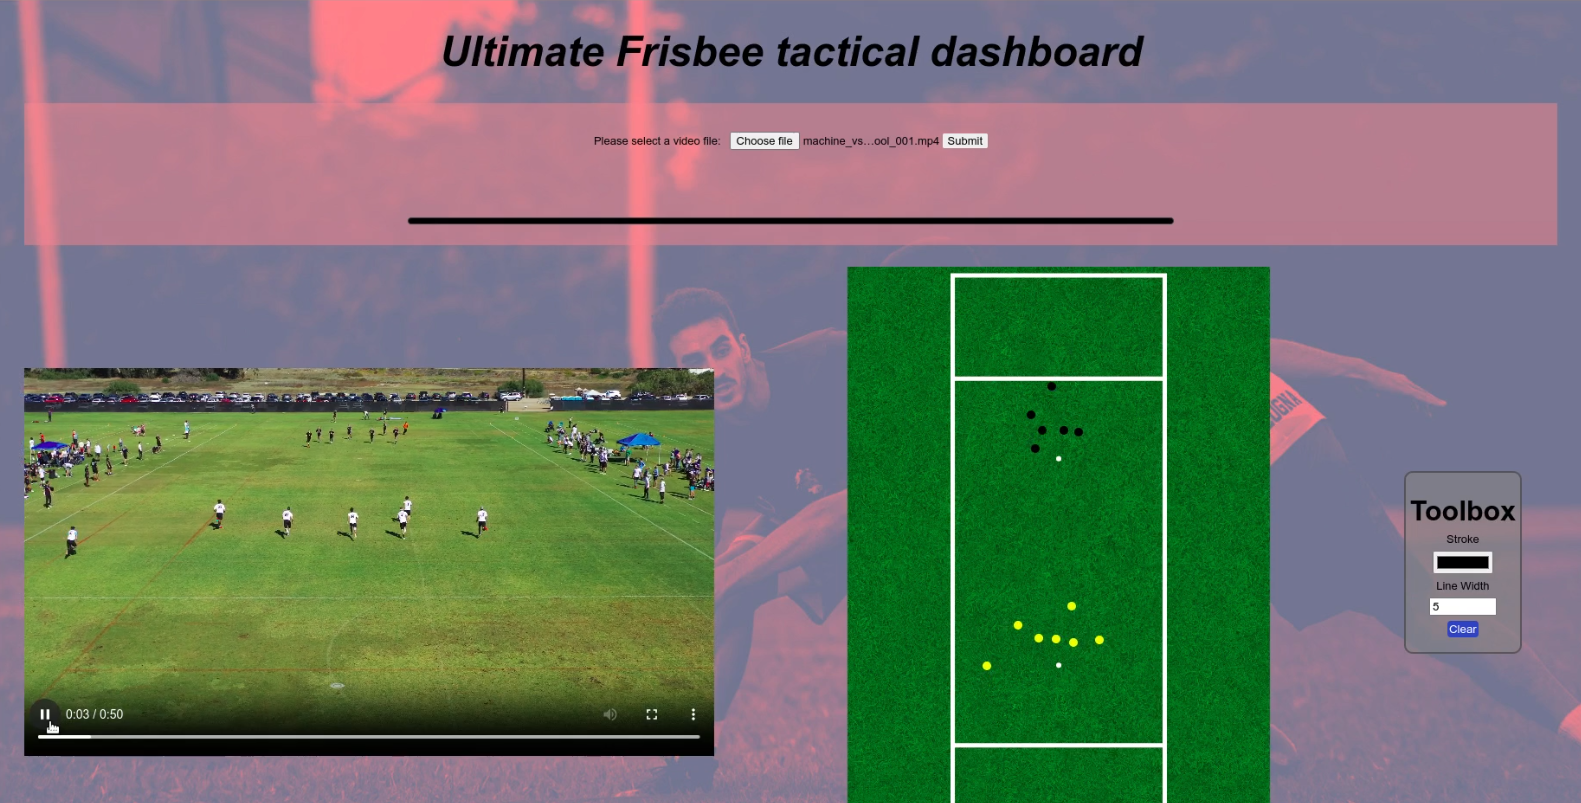 Ultimate Frisbee tactical dashboard
Please select a video file: Choose file machine_vs…ool_001.mp4 Submit
Toolbox
Stroke
Line Width
5
Clear
0:03 / 0:50